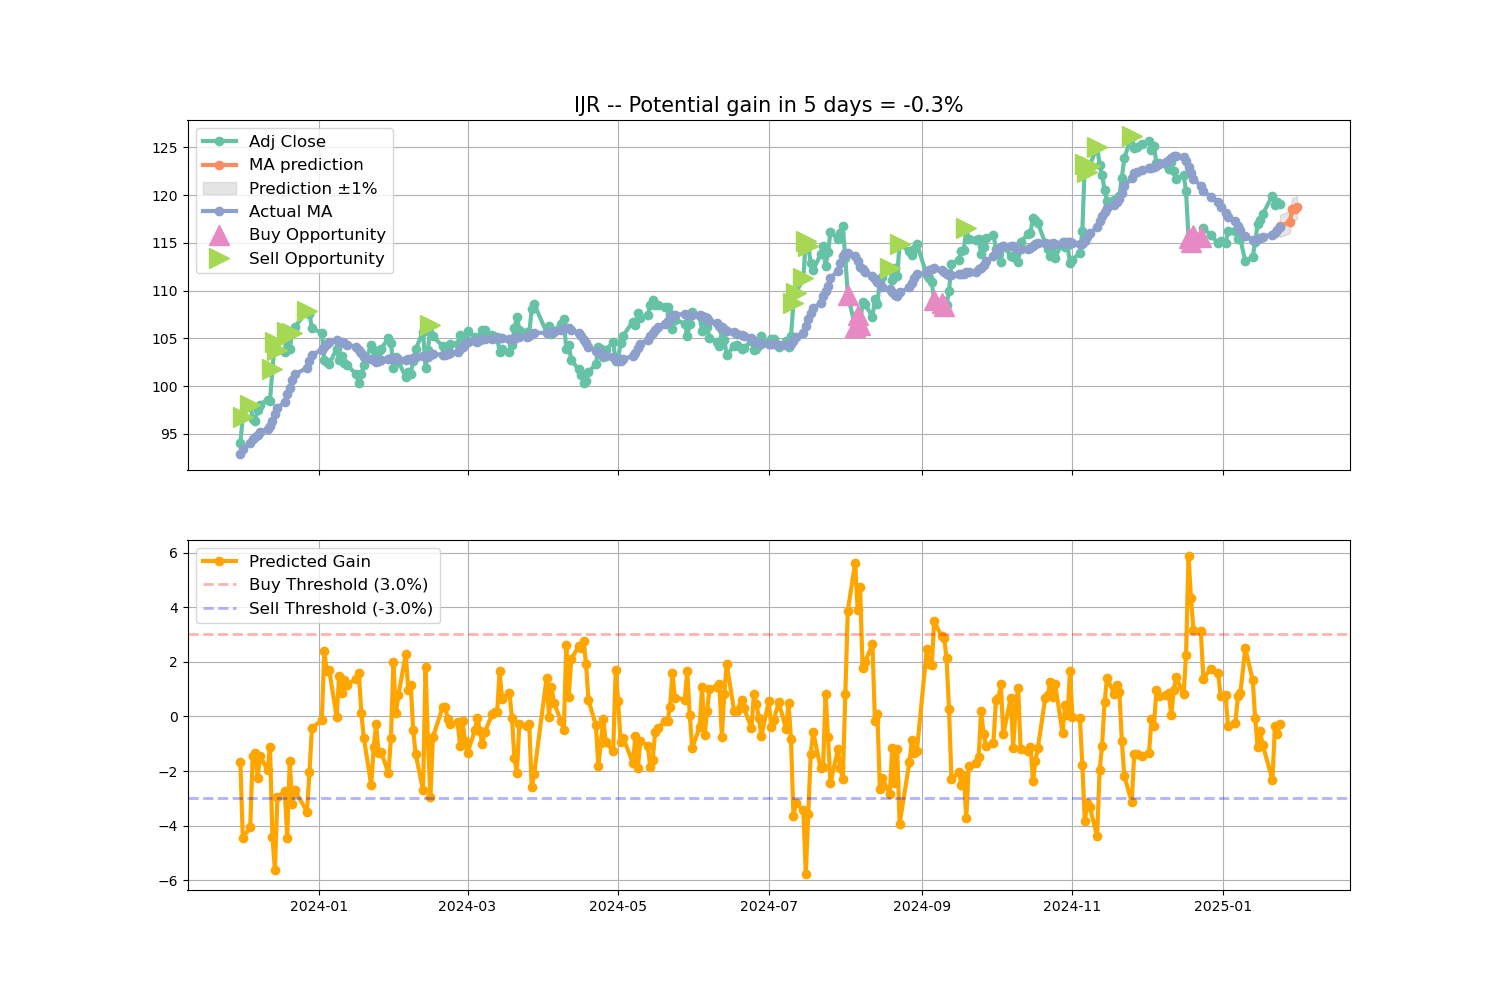 IJR -- Potential gain in 5 days = -0.3%
Adj Close
MA prediction
Prediction ±1%
Actual MA
Buy Opportunity
Sell Opportunity
125
120
115
110
105
100
95
Predicted Gain
Buy Threshold (3.0%)
Sell Threshold (-3.0%)
6
4
2
0
−2
−4
−6
2024-01 2024-03 2024-05 2024-07 2024-09 2024-11 2025-01